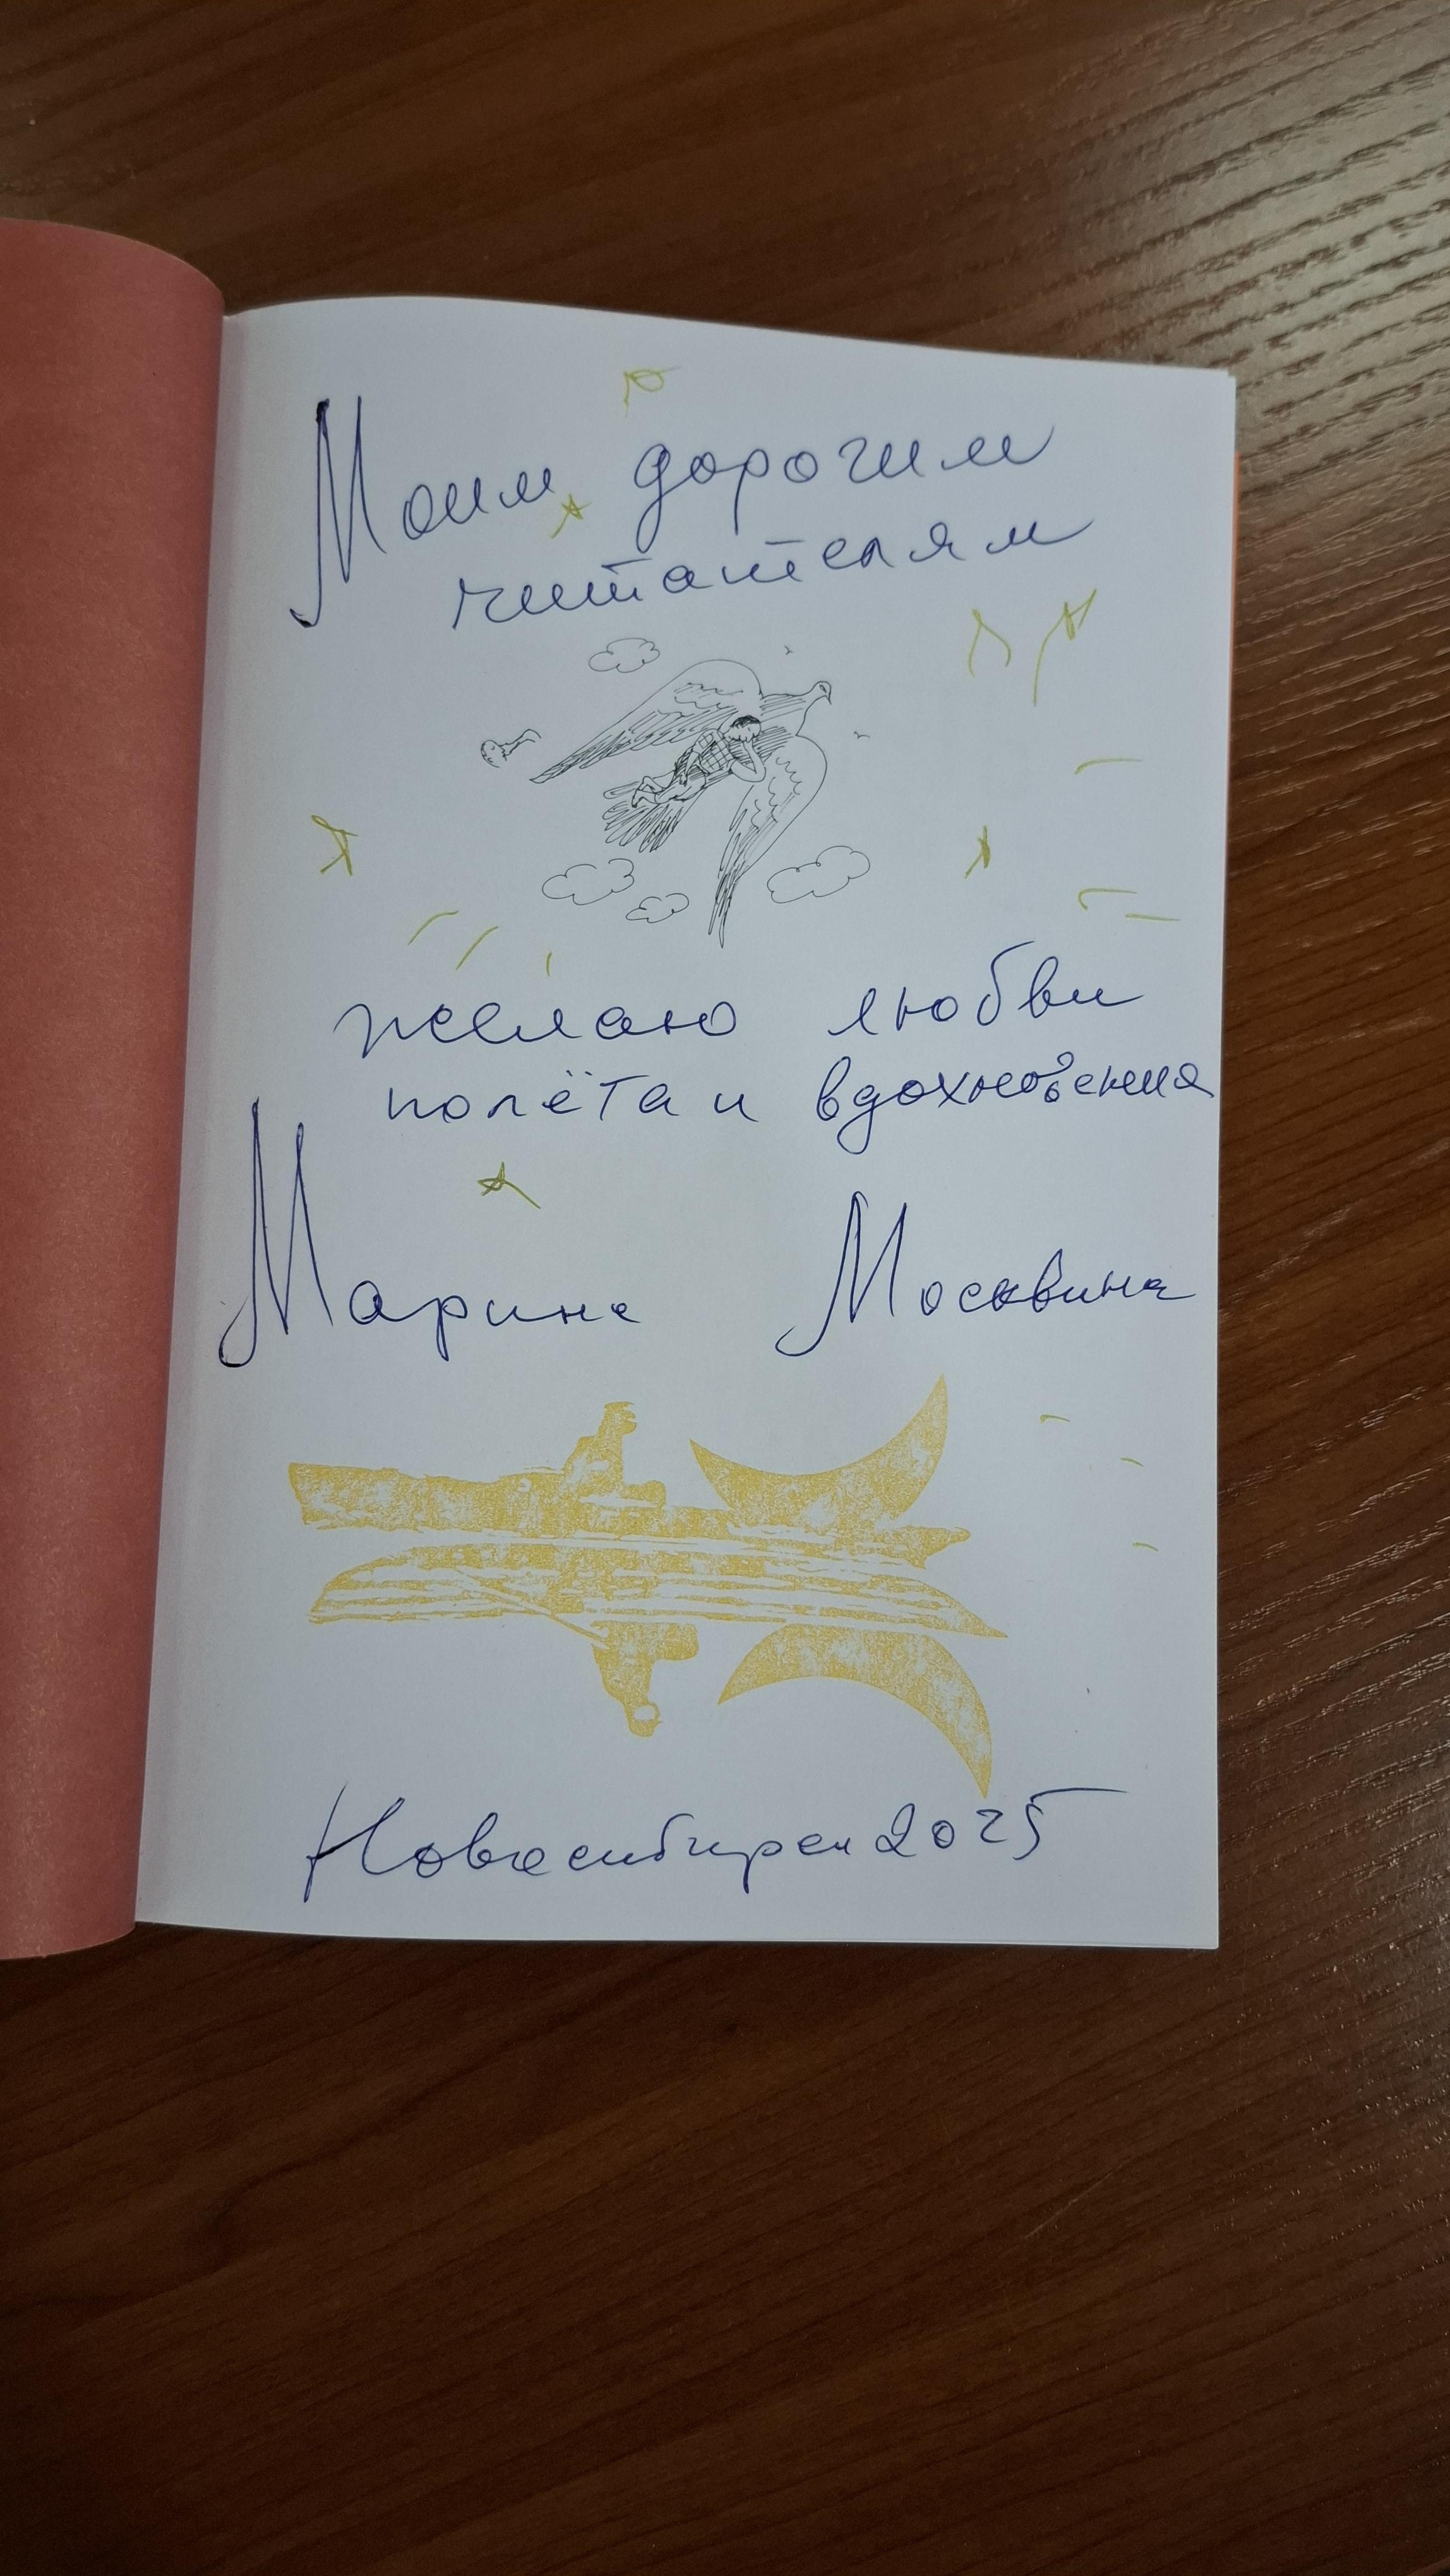 Моим дорогим
читателям
желаю любви
полёта и вдохновения
Марина Москвина
Новосибирск 2025